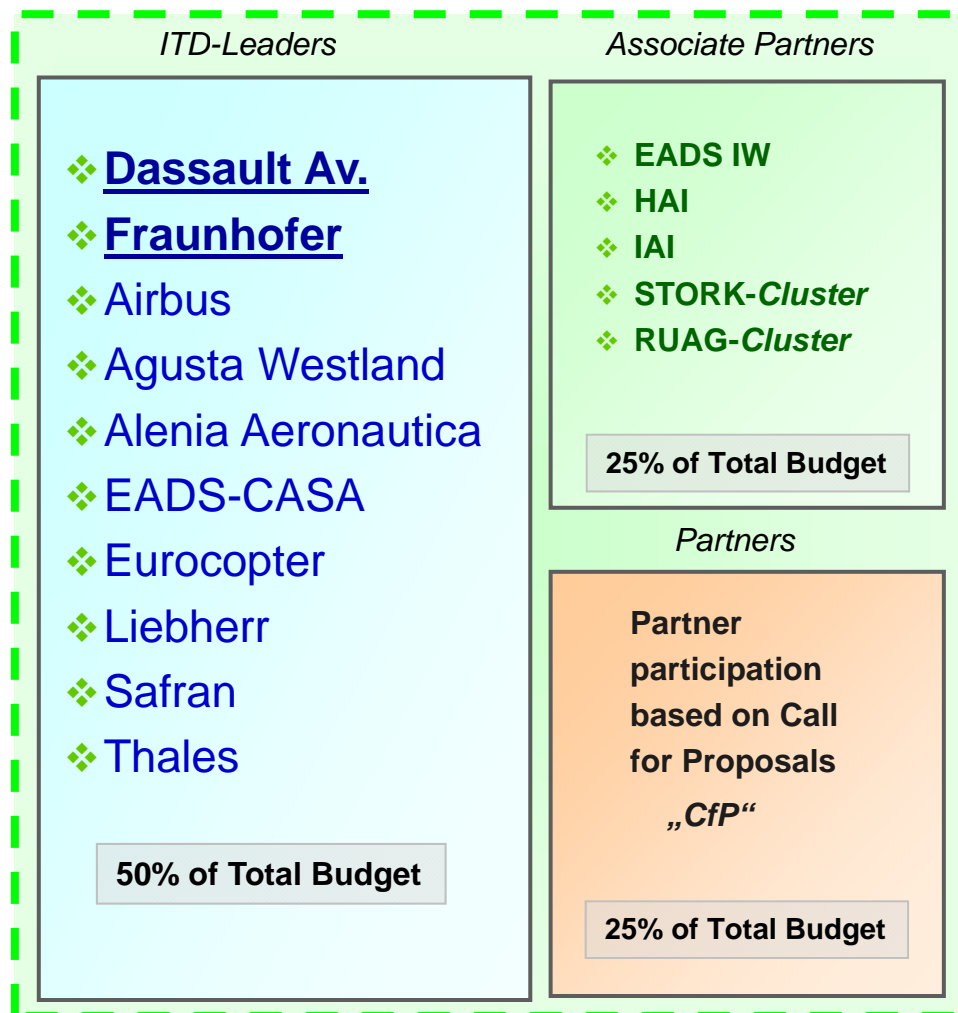 ITD-Leaders
Dassault Av.
Fraunhofer
Airbus
Agusta Westland
Alenia Aeronautica
EADS-CASA
Eurocopter
Liebherr
Safran
Thales
50% of Total Budget
Associate Partners
EADS IW
HAI
IAI
STORK-Cluster
RUAG-Cluster
25% of Total Budget
Partners
Partner
participation
based on Call
for Proposals
„CfP“
25% of Total Budget